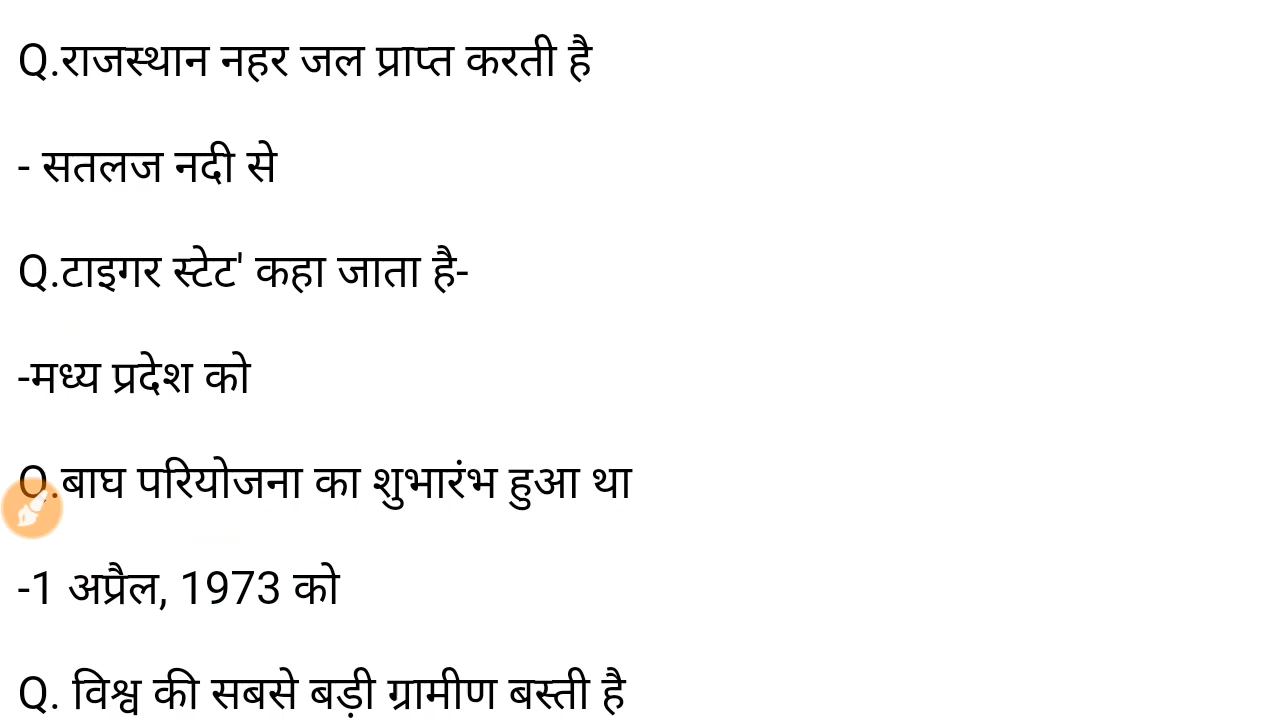 Q.राजस्थान नहर जल प्राप्त करती है
- सतलज नदी से
Q.टाइगर स्टेट' कहा जाता है-
-मध्य प्रदेश को
Q.बाघ परियोजना का शुभारंभ हुआ था
-1 अप्रैल, 1973 को
Q. विश्व की सबसे बड़ी ग्रामीण बस्ती है